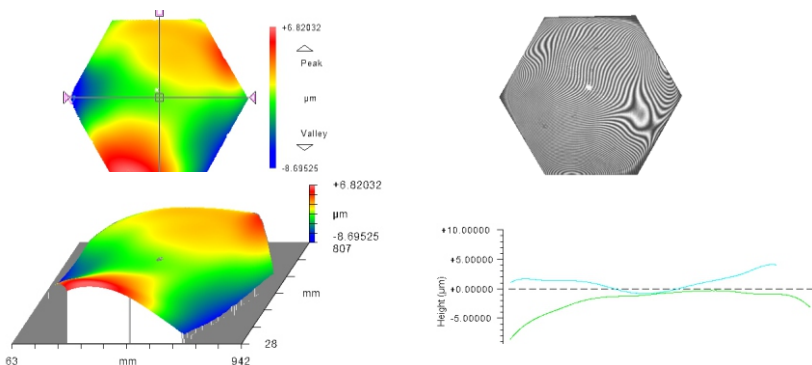 +6.82032
Peak
µm
Valley
-8.69525
+6.82032
µm
-8.69525
807
mm
28
63
mm
942
+10.00000
+5.00000
+0.00000
-5.00000
Height (µm)